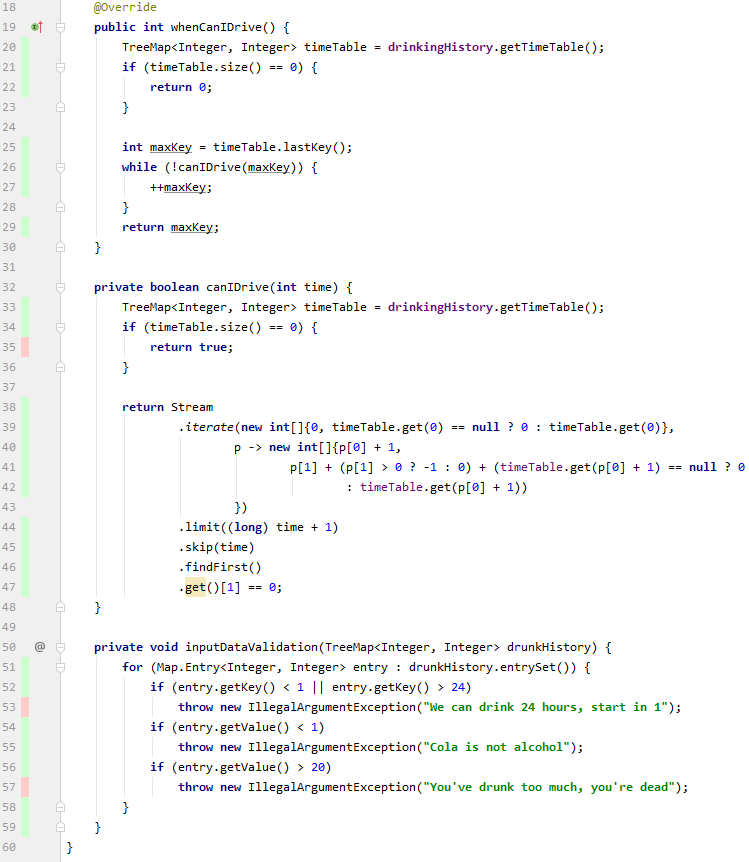 18 @Override
19 public int whenCanIDrive() {
20 TreeMap<Integer, Integer> timeTable = drinkingHistory.getTimeTable();
21 if (timeTable.size() == 0) {
22 return 0;
23 }
24
25 int maxKey = timeTable.lastKey();
26 while (!canIDrive(maxKey)) {
27 ++maxKey;
28 }
29 return maxKey;
30 }
31
32 private boolean canIDrive(int time) {
33 TreeMap<Integer, Integer> timeTable = drinkingHistory.getTimeTable();
34 if (timeTable.size() == 0) {
35 return true;
36 }
37
38 return Stream
39 .iterate(new int[]{0, timeTable.get(0) == null ? 0 : timeTable.get(0)},
40 p -> new int[]{p[0] + 1,
41 p[1] + (p[1] > 0 ? -1 : 0) + (timeTable.get(p[0] + 1) == null ? 0
42 : timeTable.get(p[0] + 1))
43 })
44 .limit((long) time + 1)
45 .skip(time)
46 .findFirst()
47 .get()[1] == 0;
48 }
49
50 @ private void inputDataValidation(TreeMap<Integer, Integer> drunkHistory) {
51 for (Map.Entry<Integer, Integer> entry : drunkHistory.entrySet()) {
52 if (entry.getKey() < 1 || entry.getKey() > 24)
53 throw new IllegalArgumentException("We can drink 24 hours, start in 1");
54 if (entry.getValue() < 1)
55 throw new IllegalArgumentException("Cola is not alcohol");
56 if (entry.getValue() > 20)
57 throw new IllegalArgumentException("You've drunk too much, you're dead");
58 }
59 }
60 }